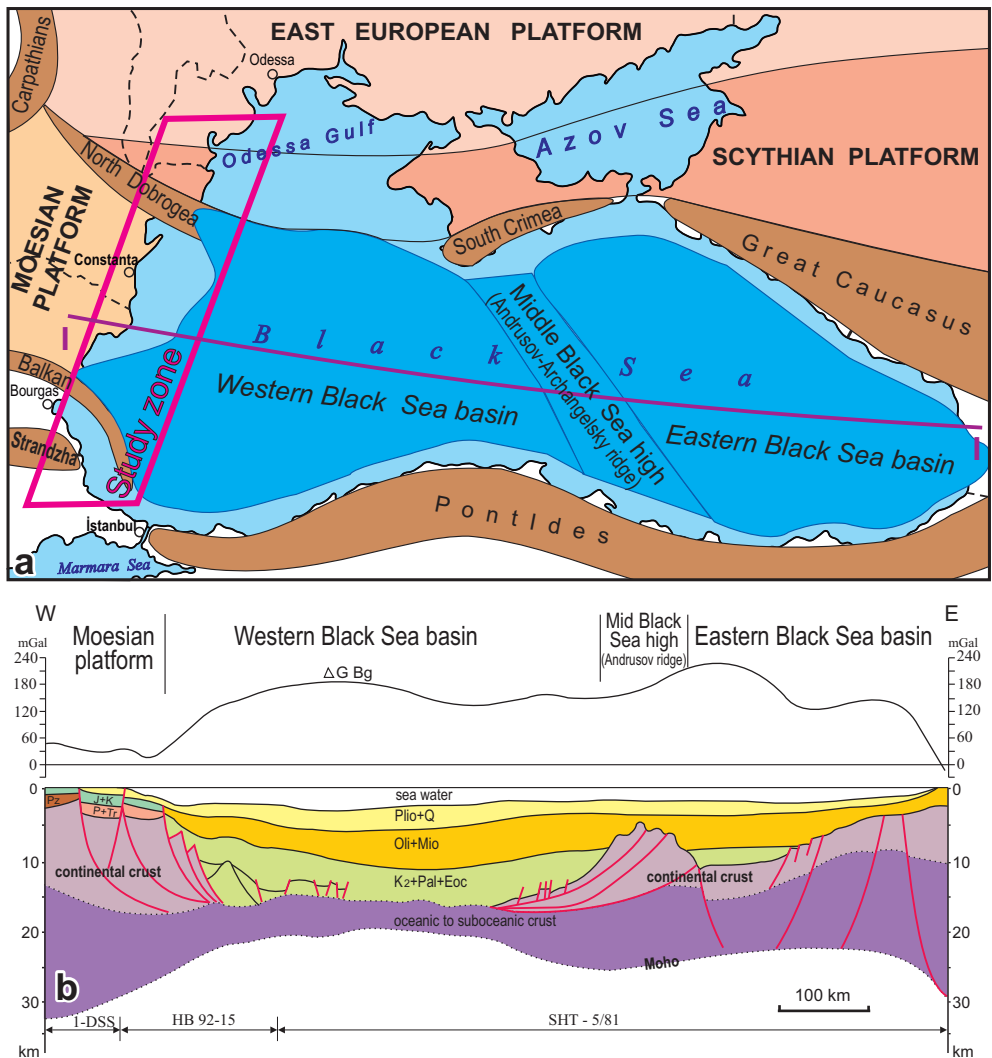 EAST EUROPEAN PLATFORM
Carpathians
Odessa
Odessa Gulf
Azov Sea
SCYTHIAN PLATFORM
North Dobrogea
MOESIAN
PLATFORM
Constanta
South Crimea
Great Caucasus
I
Black Sea
Middle Black Sea high
(Andrusov-Archangelsky ridge)
Balkan
Bourgas
Western Black Sea basin
Eastern Black Sea basin
I
Strandzha
Study zone
İstanbul
PontIdes
a
Marmara Sea
W
E
mGal
Moesian
platform
Western Black Sea basin
Mid Black
Sea high
(Andrusov ridge)
Eastern Black Sea basin
mGal
240
180
120
60
0
△G Bg
240
180
120
60
0
0
10
20
30
km
sea water
Plio+Q
Oli+Mio
K2+Pal+Eoc
Pz
J+K
P+Tr
continental crust
continental crust
oceanic to suboceanic crust
Moho
0
10
20
30
km
b
100 km
1-DSS
HB 92-15
SHT - 5/81